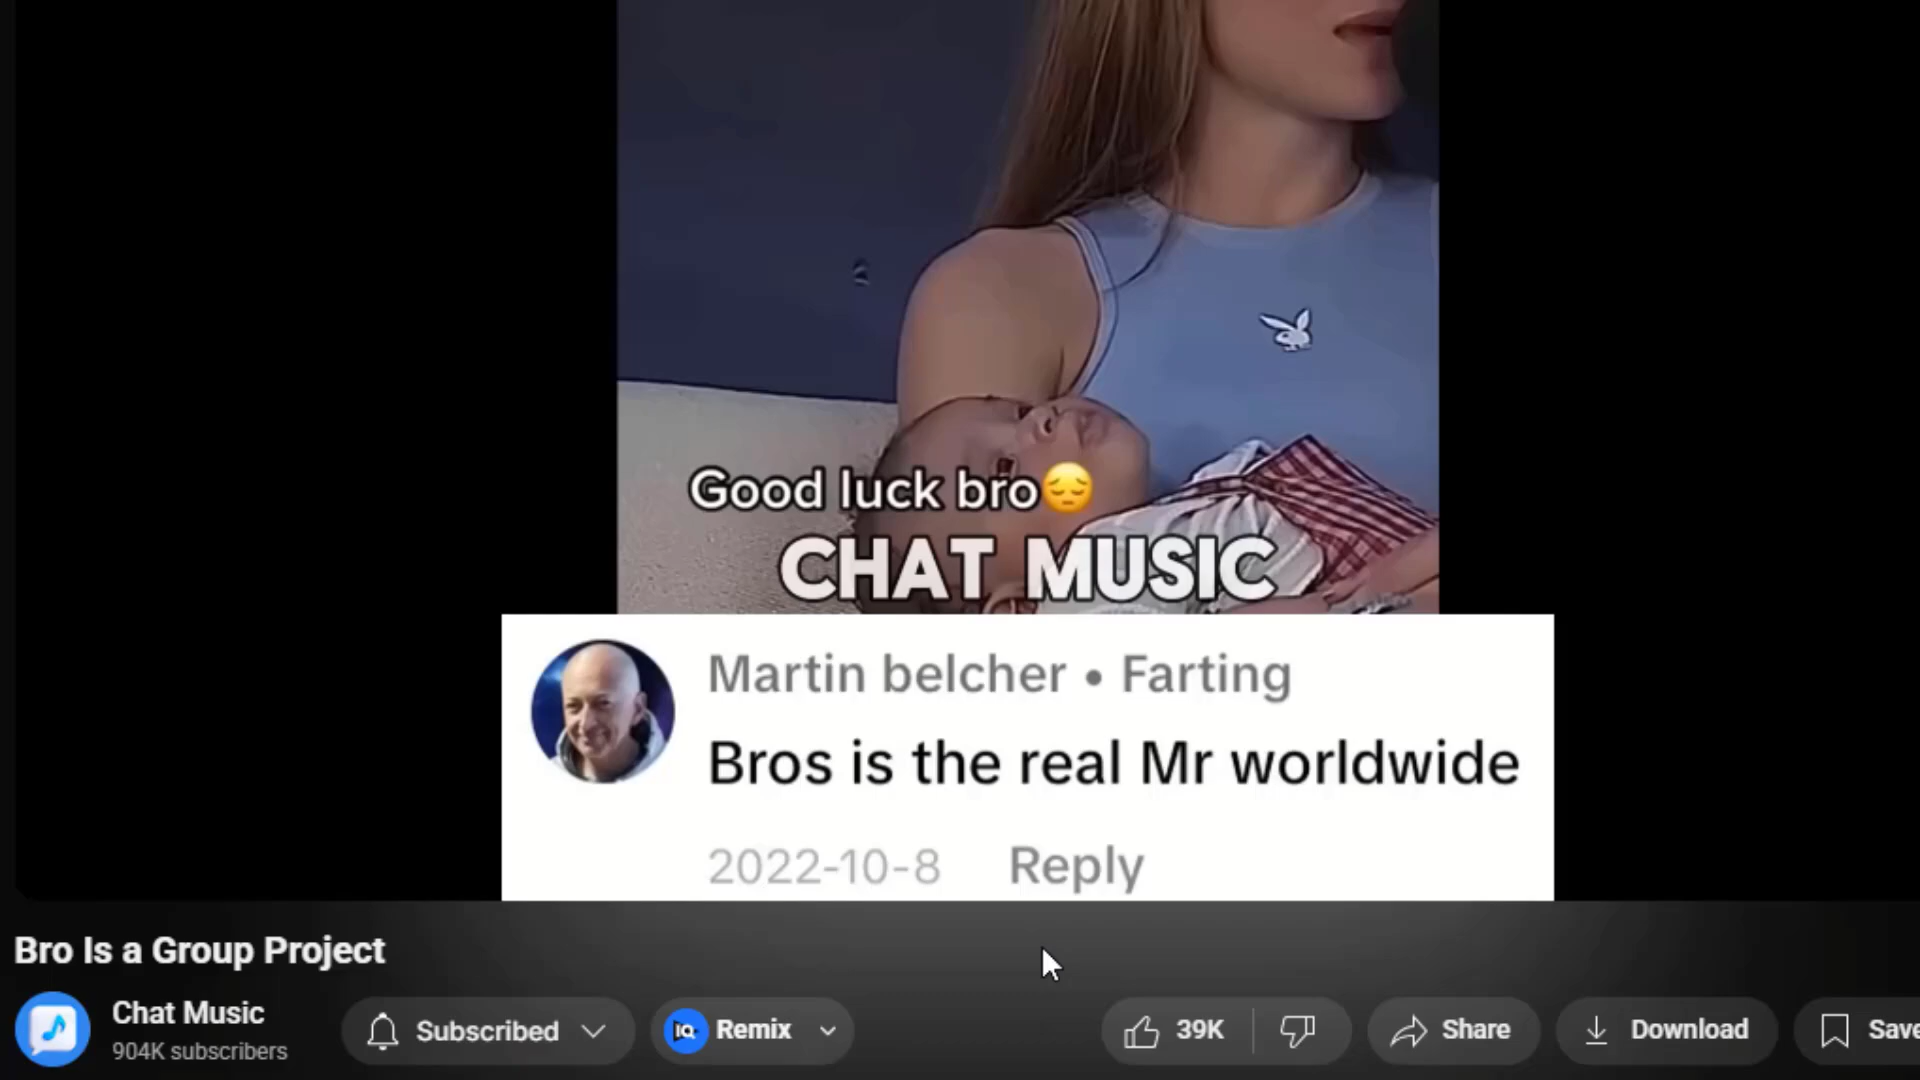 Good luck bro😔
CHAT MUSIC
Martin belcher • Farting
Bros is the real Mr worldwide
2022-10-8 Reply
Bro Is a Group Project
Chat Music
904K subscribers
Subscribed
IQ Remix
39K
Share
Download
Save